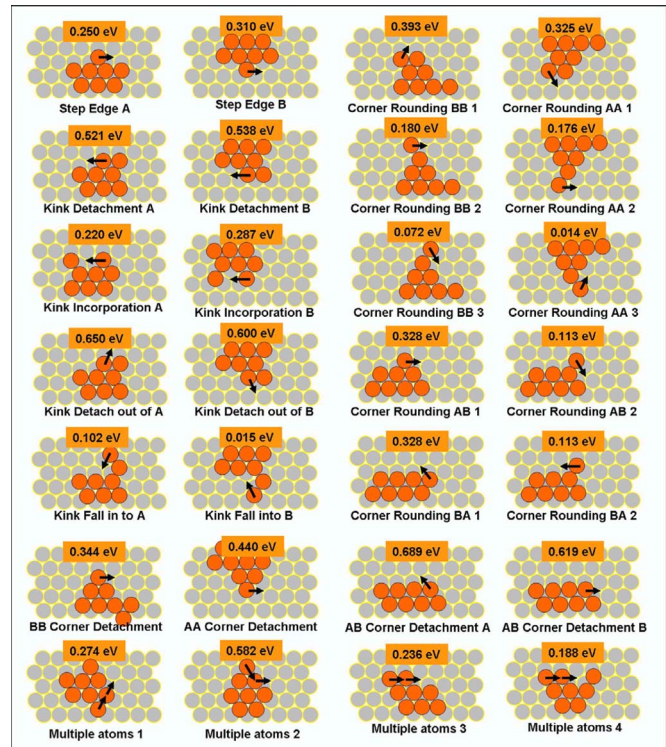 0.250 eV
0.310 eV
0.393 eV
0.325 eV
Step Edge A
Step Edge B
Corner Rounding BB 1
Corner Rounding AA 1
0.521 eV
0.538 eV
0.180 eV
0.176 eV
Kink Detachment A
Kink Detachment B
Corner Rounding BB 2
Corner Rounding AA 2
0.220 eV
0.287 eV
0.072 eV
0.014 eV
Kink Incorporation A
Kink Incorporation B
Corner Rounding BB 3
Corner Rounding AA 3
0.650 eV
0.600 eV
0.328 eV
0.113 eV
Kink Detach out of A
Kink Detach out of B
Corner Rounding AB 1
Corner Rounding AB 2
0.102 eV
0.015 eV
0.328 eV
0.113 eV
Kink Fall in to A
Kink Fall into B
Corner Rounding BA 1
Corner Rounding BA 2
0.344 eV
0.440 eV
0.689 eV
0.619 eV
BB Corner Detachment
AA Corner Detachment
AB Corner Detachment A
AB Corner Detachment B
0.274 eV
0.582 eV
0.236 eV
0.188 eV
Multiple atoms 1
Multiple atoms 2
Multiple atoms 3
Multiple atoms 4